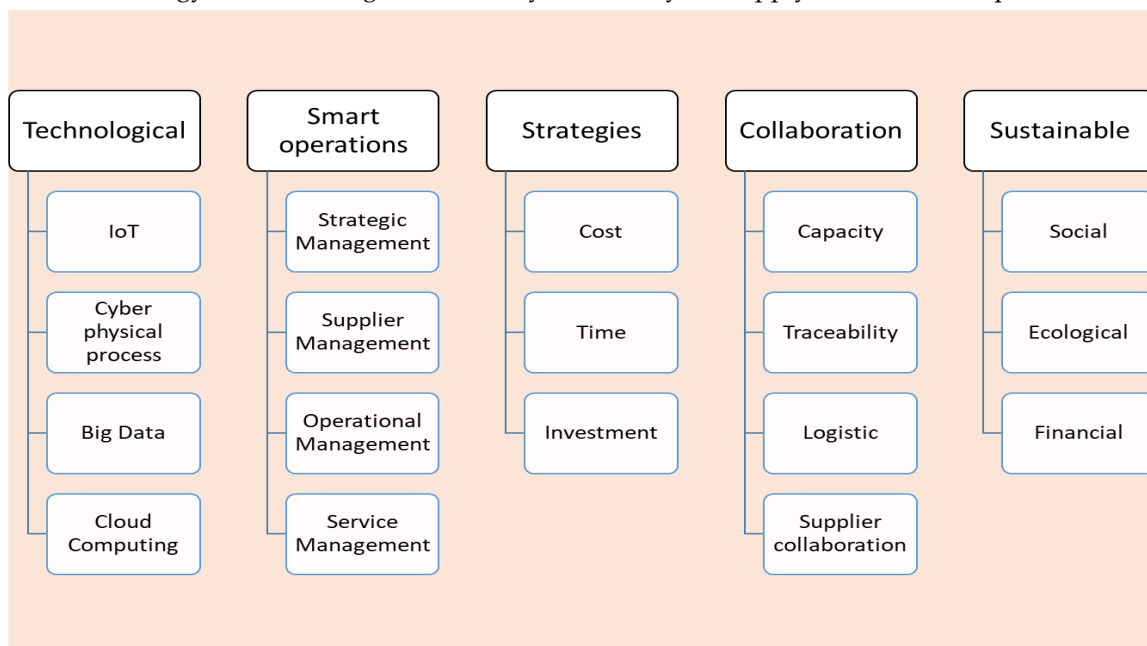 Technological
IoT
Cyber
physical
process
Big Data
Cloud
Computing
Smart
operations
Strategic
Management
Supplier
Management
Operational
Management
Service
Management
Strategies
Cost
Time
Investment
Collaboration
Capacity
Traceability
Logistic
Supplier
collaboration
Sustainable
Social
Ecological
Financial